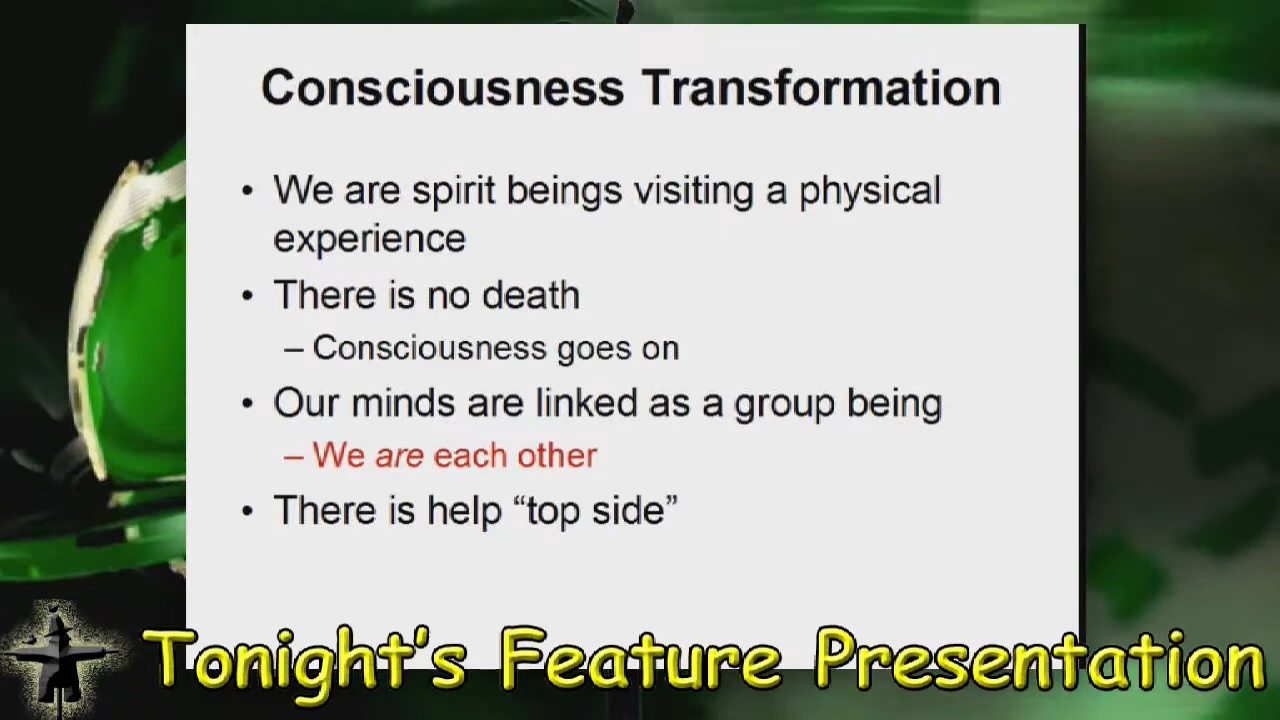 Consciousness Transformation
• We are spirit beings visiting a physical
experience
• There is no death
– Consciousness goes on
• Our minds are linked as a group being
– We are each other
• There is help “top side”
Tonight’s Feature Presentation